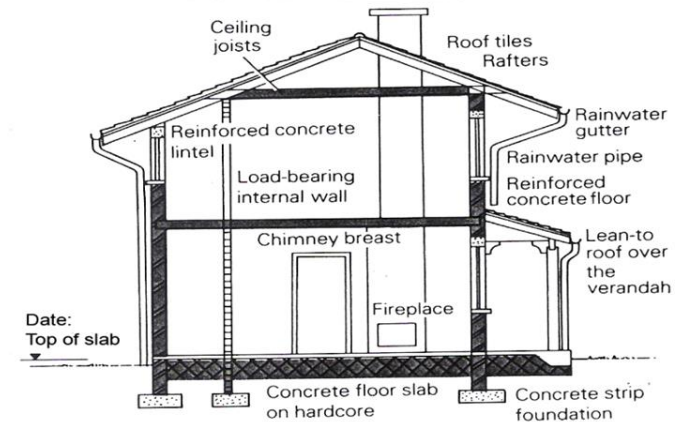 Ceiling
joists
Roof tiles
Rafters
Rainwater
gutter
Reinforced concrete
lintel
Rainwater pipe
Load-bearing
internal wall
Reinforced
concrete floor
Chimney breast
Lean-to
roof over
the
verandah
Fireplace
Date:
Top of slab
Concrete floor slab
on hardcore
Concrete strip
foundation